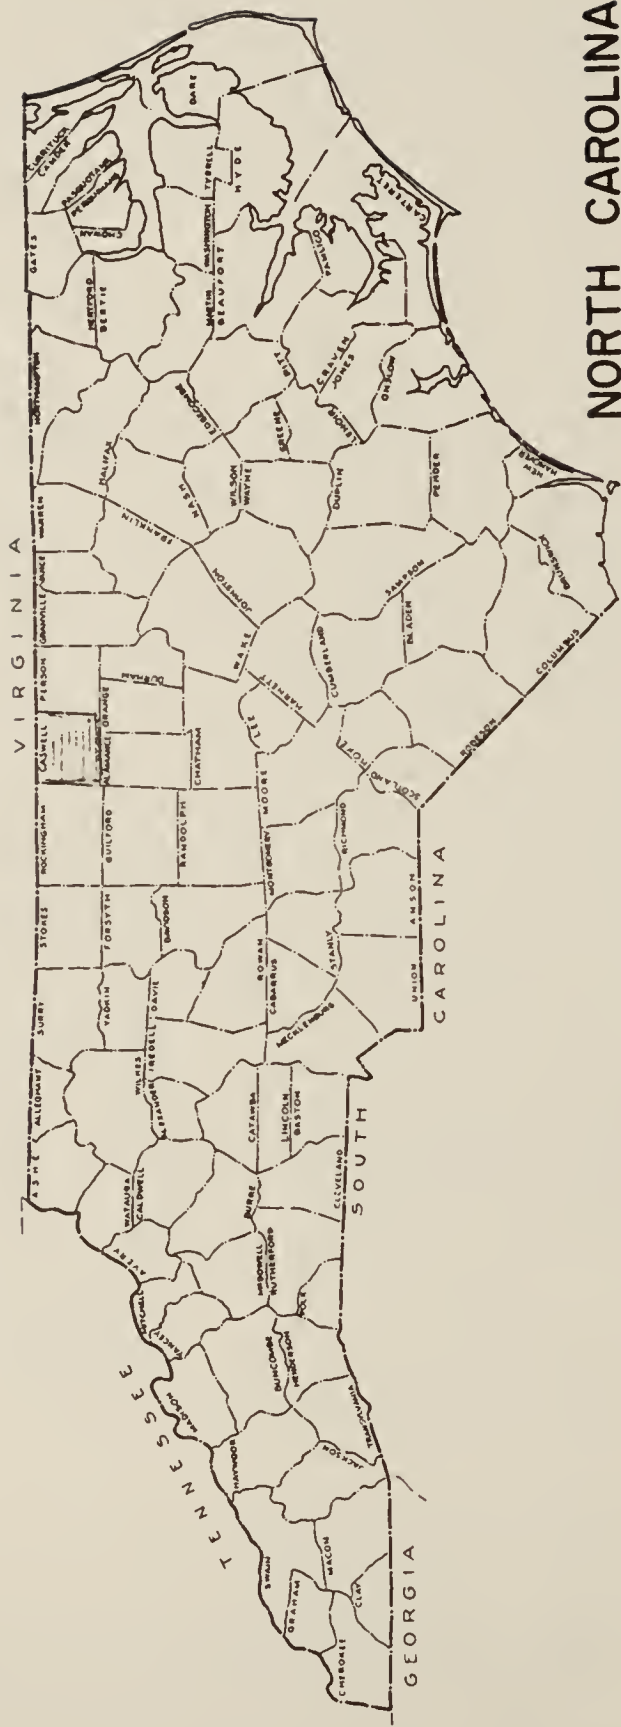 NORTH CAROLINA
VIRGINIA
TENNESSEE
GEORGIA
SOUTH
CAROLINA
ASHE
ALLEGHANY
SURRY
STOKES
ROCKINGHAM
CASWELL
PERSON
GRANVILLE
VANCE
WARREN
NORTHAMPTON
GATES
CURRITUCK
CAMDEN
PASQUOTANK
PERQUIMANS
CHOWAN
HERTFORD
BERTIE
HALIFAX
FRANKLIN
NASH
EDGECOMBE
MARTIN
WASHINGTON
TYRRELL
DARE
HYDE
BEAUFORT
PITT
WILSON
WAYNE
GREENE
LENOIR
CRAVEN
JONES
PAMLICO
CARTERET
ONSLOW
DUPLIN
PENDER
NEW
HANOVER
BRUNSWICK
COLUMBUS
BLADEN
SAMPSON
CUMBERLAND
ROBESON
HARNETT
JOHNSTON
WAKE
DURHAM
ORANGE
ALAMANCE
CHATHAM
LEE
MOORE
HOKE
SCOTLAND
RICHMOND
MONTGOMERY
RANDOLPH
GUILFORD
FORSYTH
DAVIDSON
YADKIN
DAVIE
IREDELL
WILKES
ALEXANDER
ROWAN
CABARRUS
STANLY
ANSON
UNION
MECKLENBURG
CATAWBA
LINCOLN
GASTON
CLEVELAND
BURKE
WATAUGA
CALDWELL
AVERY
MITCHELL
YANCEY
MADISON
MCDOWELL
RUTHERFORD
POLK
BUNCOMBE
HENDERSON
TRANSYLVANIA
HAYWOOD
JACKSON
SWAIN
MACON
GRAHAM
CLAY
CHEROKEE